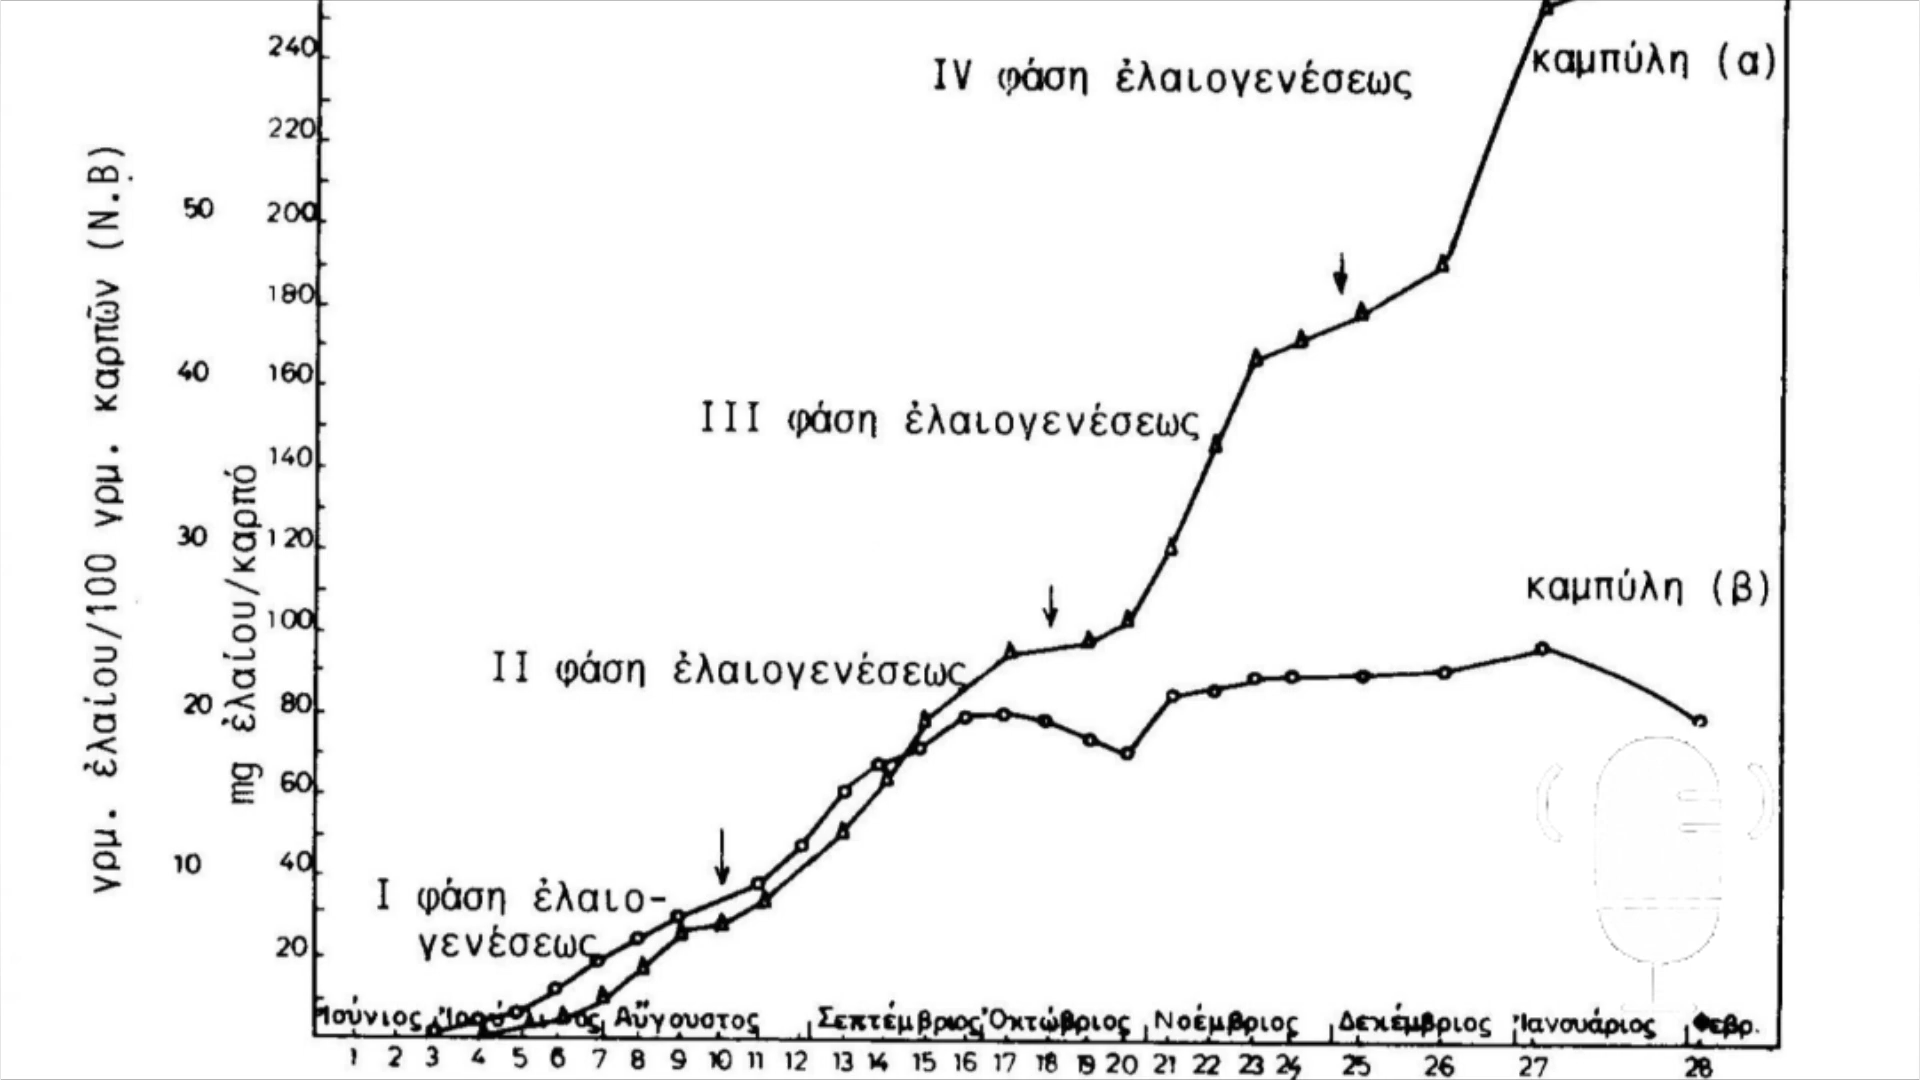 240
220
200
180
160
140
120
100
80
60
40
20
50
40
30
20
10
γρμ. ἐλαίου/100 γρμ. καρπῶν (Ν.Β)
mg ἐλαίου/καρπό
IV φάση ἐλαιογενέσεως
καμπύλη (α)
III φάση ἐλαιογενέσεως
καμπύλη (β)
II φάση ἐλαιογενέσεως
I φάση ἐλαιο-
γενέσεως
Ἰούνιος Αὔγουστος Σεπτέμβριος Ὀκτώβριος Νοέμβριος Δεκέμβριος Ἰανουάριος Φεβρ.
1 2 3 4 5 6 7 8 9 10 11 12 13 14 15 16 17 18 19 20 21 22 23 24 25 26 27 28